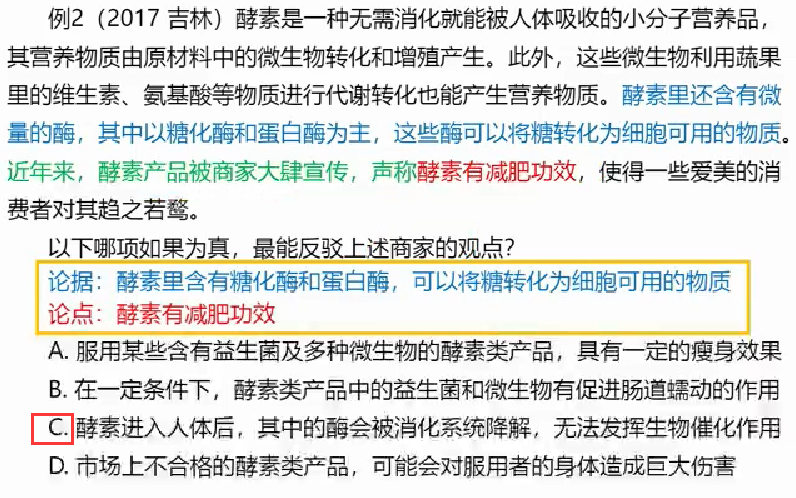 例2（2017 吉林）酵素是一种无需消化就能被人体吸收的小分子营养品，
其营养物质由原材料中的微生物转化和增殖产生。此外，这些微生物利用蔬果
里的维生素、氨基酸等物质进行代谢转化也能产生营养物质。酵素里还含有微
量的酶，其中以糖化酶和蛋白酶为主，这些酶可以将糖转化为细胞可用的物质。
近年来，酵素产品被商家大肆宣传，声称酵素有减肥功效，使得一些爱美的消
费者对其趋之若鹜。
以下哪项如果为真，最能反驳上述商家的观点？
论据：酵素里含有糖化酶和蛋白酶，可以将糖转化为细胞可用的物质
论点：酵素有减肥功效
A. 服用某些含有益生菌及多种微生物的酵素类产品，具有一定的瘦身效果
B. 在一定条件下，酵素类产品中的益生菌和微生物有促进肠道蠕动的作用
C. 酵素进入人体后，其中的酶会被消化系统降解，无法发挥生物催化作用
D. 市场上不合格的酵素类产品，可能会对服用者的身体造成巨大伤害